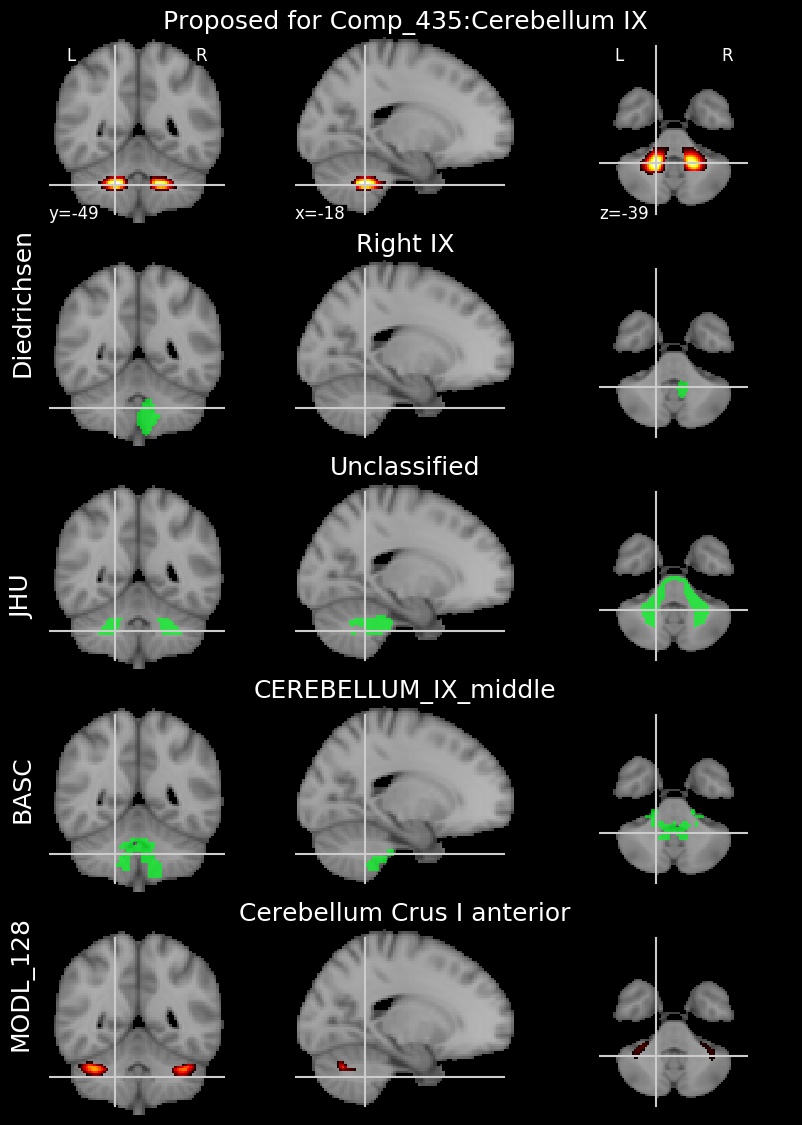 Proposed for Comp_435:Cerebellum IX
L R L R
y=-49 x=-18 z=-39
Diedrichsen
Right IX
JHU
Unclassified
BASC
CEREBELLUM_IX_middle
MODL_128
Cerebellum Crus I anterior